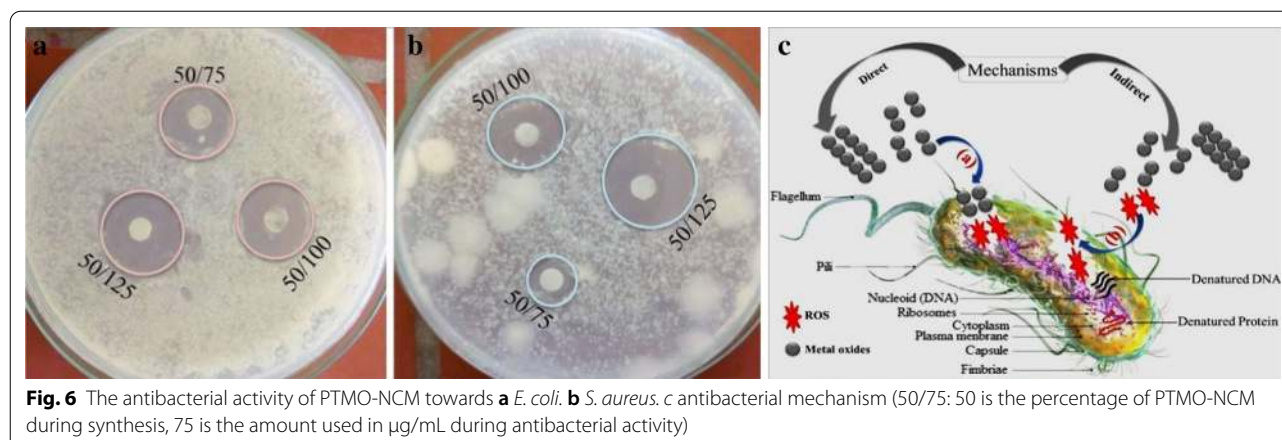 a
50/75
50/125
50/100
b
50/100
50/125
50/75
c
Direct
Mechanisms
Indirect
(a)
(b)
Flagellum
Pili
Nucleoid (DNA)
Ribosomes
Cytoplasm
Plasma menbrane
Capsule
Fimbriae
Denatured DNA
Denatured Protein
ROS
Metal oxides
Fig. 6 The antibacterial activity of PTMO-NCM towards a E. coli. b S. aureus. c antibacterial mechanism (50/75: 50 is the percentage of PTMO-NCM
during synthesis, 75 is the amount used in µg/mL during antibacterial activity)